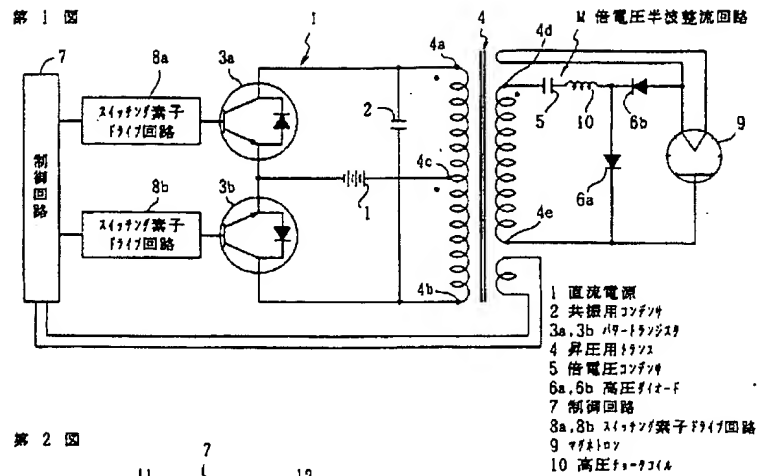 第 1 図
1
4
M 倍電圧半波整流回路
7
8a
3a
4a
4d
スイッチング素子
ドライブ回路
2
5
10
6b
9
制御回路
8b
3b
4c
1
6a
スイッチング素子
ドライブ回路
4e
4b
1 直流電源
2 共振用コンデンサ
3a,3b パワートランジスタ
4 昇圧用トランス
5 倍電圧コンデンサ
6a,6b 高圧ダイオード
7 制御回路
8a,8b スイッチング素子ドライブ回路
9 マグネトロン
10 高圧チョークコイル
第 2 図
7
11
12